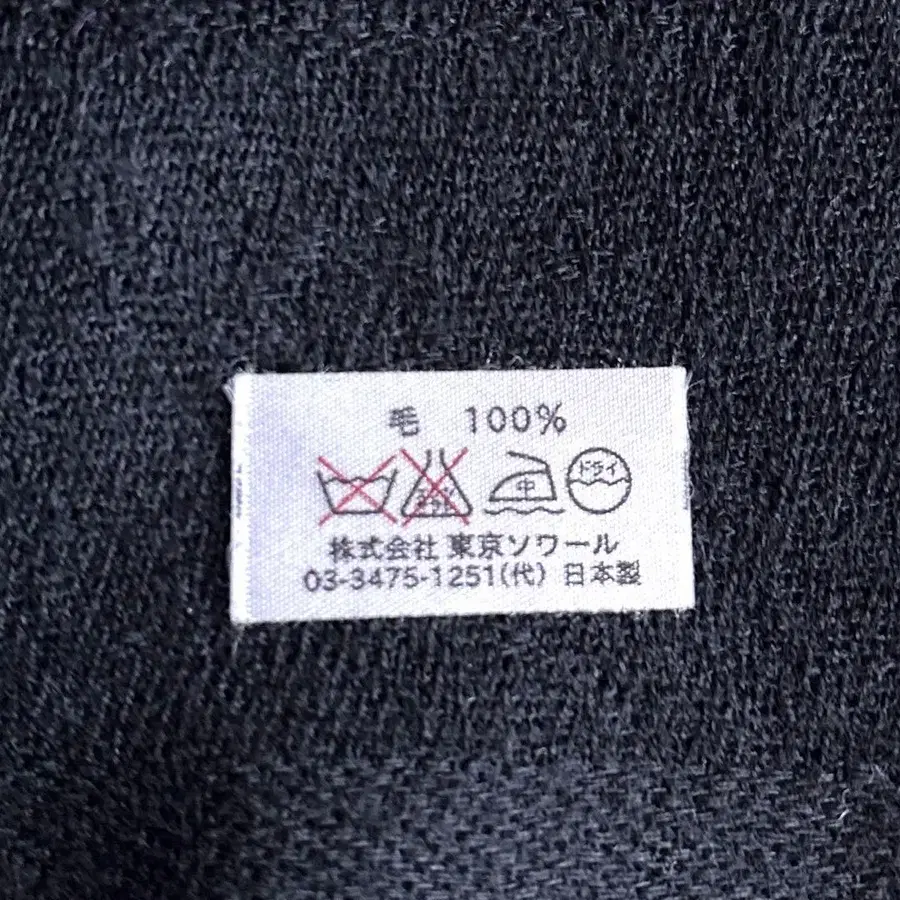 毛 100%
中 ドライ
株式会社 東京ソワール
03-3475-1251(代) 日本製